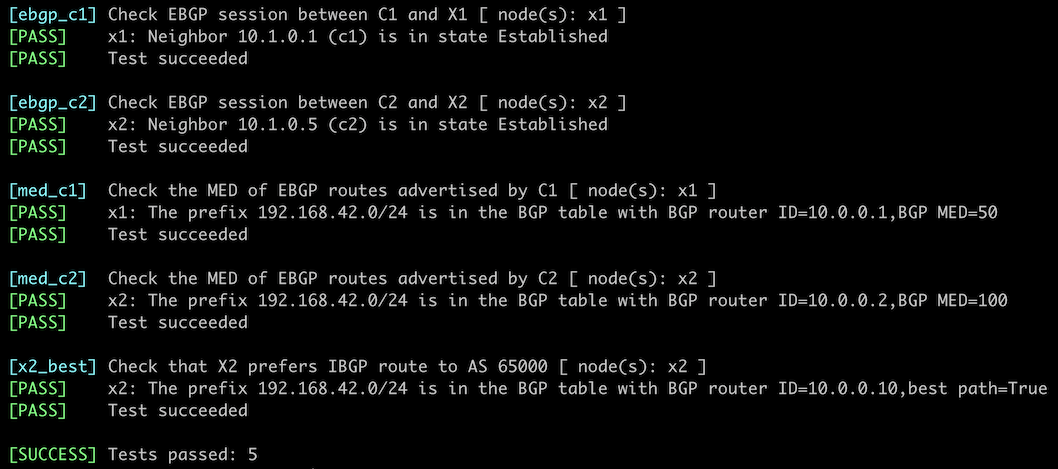 [ebgp_c1] Check EBGP session between C1 and X1 [ node(s): x1 ]
[PASS] x1: Neighbor 10.1.0.1 (c1) is in state Established
[PASS] Test succeeded
[ebgp_c2] Check EBGP session between C2 and X2 [ node(s): x2 ]
[PASS] x2: Neighbor 10.1.0.5 (c2) is in state Established
[PASS] Test succeeded
[med_c1] Check the MED of EBGP routes advertised by C1 [ node(s): x1 ]
[PASS] x1: The prefix 192.168.42.0/24 is in the BGP table with BGP router ID=10.0.0.1,BGP MED=50
[PASS] Test succeeded
[med_c2] Check the MED of EBGP routes advertised by C2 [ node(s): x2 ]
[PASS] x2: The prefix 192.168.42.0/24 is in the BGP table with BGP router ID=10.0.0.2,BGP MED=100
[PASS] Test succeeded
[x2_best] Check that X2 prefers IBGP route to AS 65000 [ node(s): x2 ]
[PASS] x2: The prefix 192.168.42.0/24 is in the BGP table with BGP router ID=10.0.0.10,best path=True
[PASS] Test succeeded
[SUCCESS] Tests passed: 5